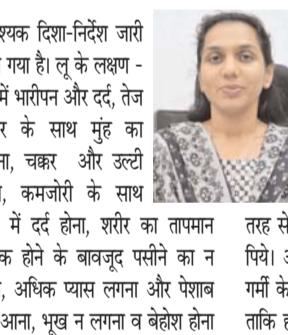 श्यक दिशा-निर्देश जारी
गया है। लू के लक्षण -
में भारीपन और दर्द, तेज
र के साथ मुंह का
ना, चक्कर और उल्टी
कमजोरी के साथ
में दर्द होना, शरीर का तापमान
क होने के बावजूद पसीने का न
अधिक प्यास लगना और पेशाब
आना, भूख न लगना व बेहोश होना
तरह से
पिये।
गर्मी के
ताकि ह